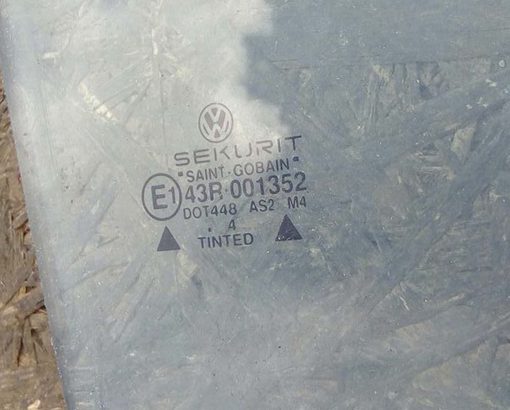 SEKURIT
"SAINT-GOBAIN"
E1 43R-001352
DOT448 AS2 M4
. 4
TINTED